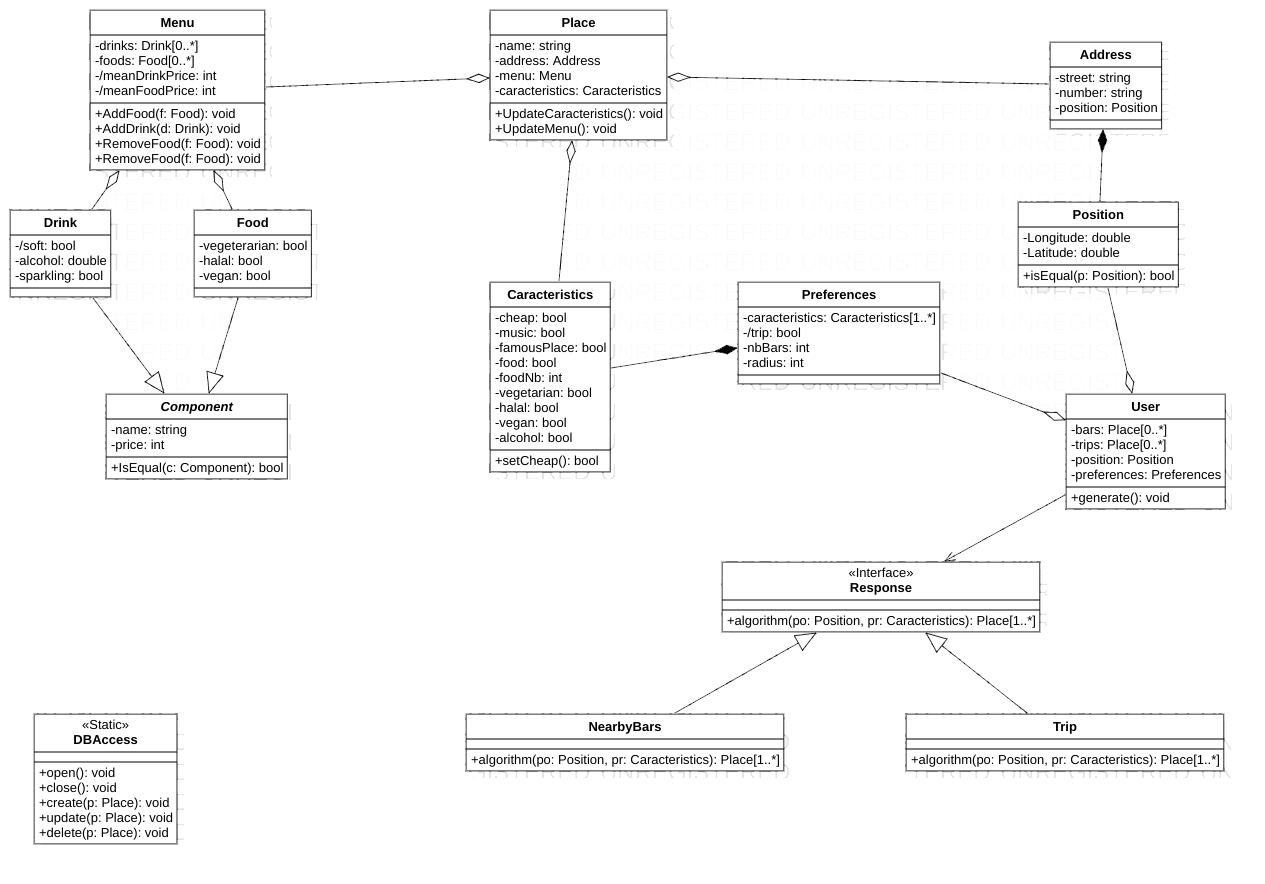 Menu
-drinks: Drink[0..*]
-foods: Food[0..*]
-/meanDrinkPrice: int
-/meanFoodPrice: int
+AddFood(f: Food): void
+AddDrink(d: Drink): void
+RemoveFood(f: Food): void
+RemoveFood(f: Food): void
Place
-name: string
-address: Address
-menu: Menu
-caracteristics: Caracteristics
+UpdateCaracteristics(): void
+UpdateMenu(): void
Address
-street: string
-number: string
-position: Position
Drink
-/soft: bool
-alcohol: double
-sparkling: bool
Food
-vegeterarian: bool
-halal: bool
-vegan: bool
Position
-Longitude: double
-Latitude: double
+isEqual(p: Position): bool
Caracteristics
-cheap: bool
-music: bool
-famousPlace: bool
-food: bool
-foodNb: int
-vegetarian: bool
-halal: bool
-vegan: bool
-alcohol: bool
+setCheap(): bool
Preferences
-caracteristics: Caracteristics[1..*]
-/trip: bool
-nbBars: int
-radius: int
Component
-name: string
-price: int
+IsEqual(c: Component): bool
User
-bars: Place[0..*]
-trips: Place[0..*]
-position: Position
-preferences: Preferences
+generate(): void
«Interface»
Response
+algorithm(po: Position, pr: Caracteristics): Place[1..*]
NearbyBars
+algorithm(po: Position, pr: Caracteristics): Place[1..*]
Trip
+algorithm(po: Position, pr: Caracteristics): Place[1..*]
«Static»
DBAccess
+open(): void
+close(): void
+create(p: Place): void
+update(p: Place): void
+delete(p: Place): void
UNREGISTERED